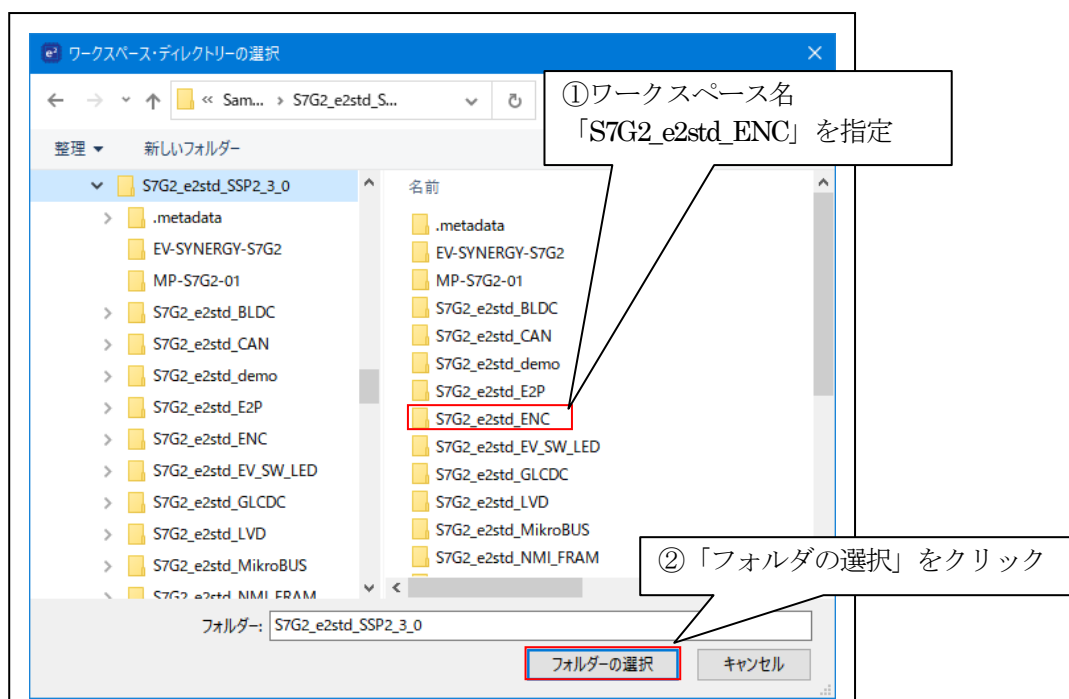 e² ワークスペース・ディレクトリーの選択
« Sam... › S7G2_e2std_S...
①ワークスペース名
「S7G2_e2std_ENC」を指定
整理 新しいフォルダー
S7G2_e2std_SSP2_3_0
.metadata
EV-SYNERGY-S7G2
MP-S7G2-01
S7G2_e2std_BLDC
S7G2_e2std_CAN
S7G2_e2std_demo
S7G2_e2std_E2P
S7G2_e2std_ENC
S7G2_e2std_EV_SW_LED
S7G2_e2std_GLCDC
S7G2_e2std_LVD
S7G2_e2std_MikroBUS
S7G2_e2std_NMI_FRAM
名前
.metadata
EV-SYNERGY-S7G2
MP-S7G2-01
S7G2_e2std_BLDC
S7G2_e2std_CAN
S7G2_e2std_demo
S7G2_e2std_E2P
S7G2_e2std_ENC
S7G2_e2std_EV_SW_LED
S7G2_e2std_GLCDC
S7G2_e2std_LVD
S7G2_e2std_MikroBUS
S7G2_e2std_NMI_FRAM
②「フォルダの選択」をクリック
フォルダー: S7G2_e2std_SSP2_3_0
フォルダーの選択 キャンセル